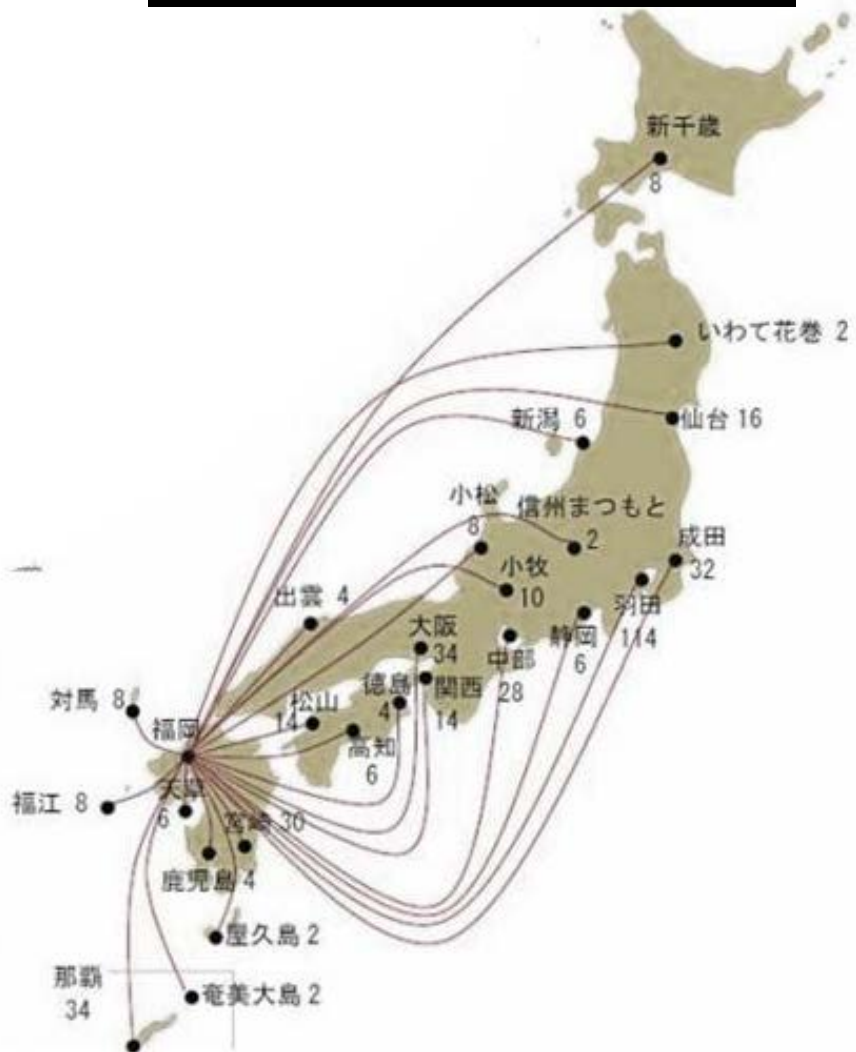 新千歳
8
いわて花巻 2
仙台 16
新潟 6
小松
8
信州まつもと
2
成田
32
小牧
10
羽田
114
出雲 4
静岡
6
大阪
34
中部
28
関西
14
徳島
4
対馬 8
松山
14
福岡
高知
6
福江 8
天草
6
宮崎 30
鹿児島 4
屋久島 2
那覇
34
奄美大島 2